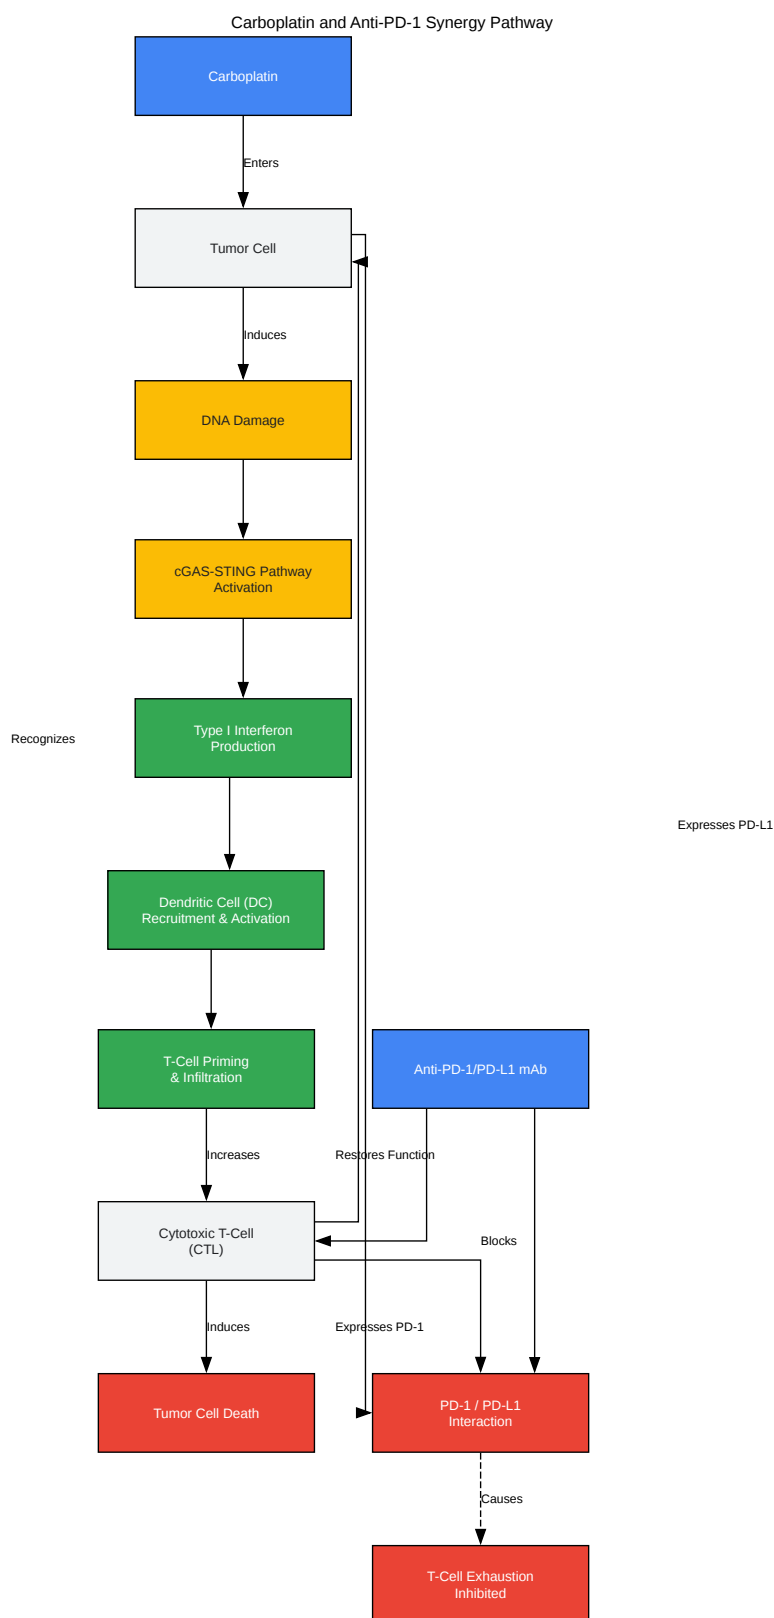 Carboplatin and Anti-PD-1 Synergy Pathway
Carboplatin
Enters
Tumor Cell
Induces
DNA Damage
cGAS-STING Pathway
Activation
Type I Interferon
Production
Recognizes
Expresses PD-L1
Dendritic Cell (DC)
Recruitment & Activation
T-Cell Priming
& Infiltration
Anti-PD-1/PD-L1 mAb
Increases
Restores Function
Cytotoxic T-Cell
(CTL)
Blocks
Induces
Expresses PD-1
Tumor Cell Death
PD-1 / PD-L1
Interaction
Causes
T-Cell Exhaustion
Inhibited